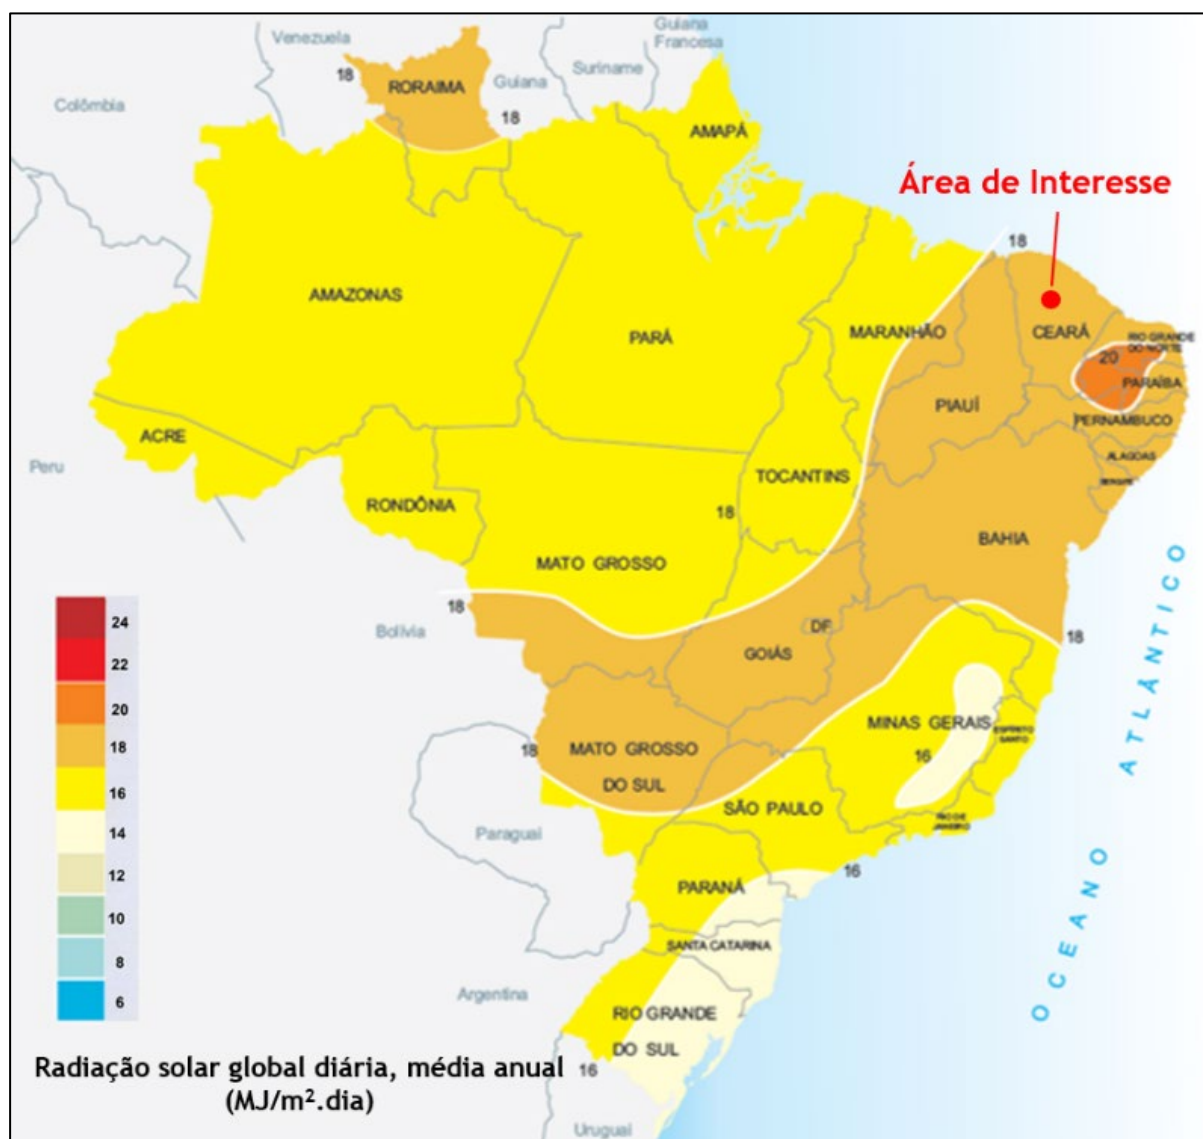 Guiana
Francesa
Venezuela
Suriname
18
RORAIMA
Guiana
Colômbia
18
AMAPÁ
Área de Interesse
18
AMAZONAS
PARÁ
MARANHÃO
CEARÁ
RIO GRANDE
DO NORTE
20
PARAÍBA
PIAUÍ
PERNAMBUCO
ACRE
ALAGOAS
Peru
TOCANTINS
SERGIPE
RONDÔNIA
18
BAHIA
MATO GROSSO
18
Bolívia
DF
18
GOIÁS
24
22
20
18
16
14
12
10
8
6
MINAS GERAIS
ESPÍRITO
SANTO
18
MATO GROSSO
DO SUL
16
SÃO PAULO
RIO DE
JANEIRO
Paraguai
16
PARANÁ
SANTA CATARINA
Argentina
RIO GRANDE
DO SUL
16
Uruguai
OCEANO ATLÂNTICO
Radiação solar global diária, média anual
(MJ/m².dia)